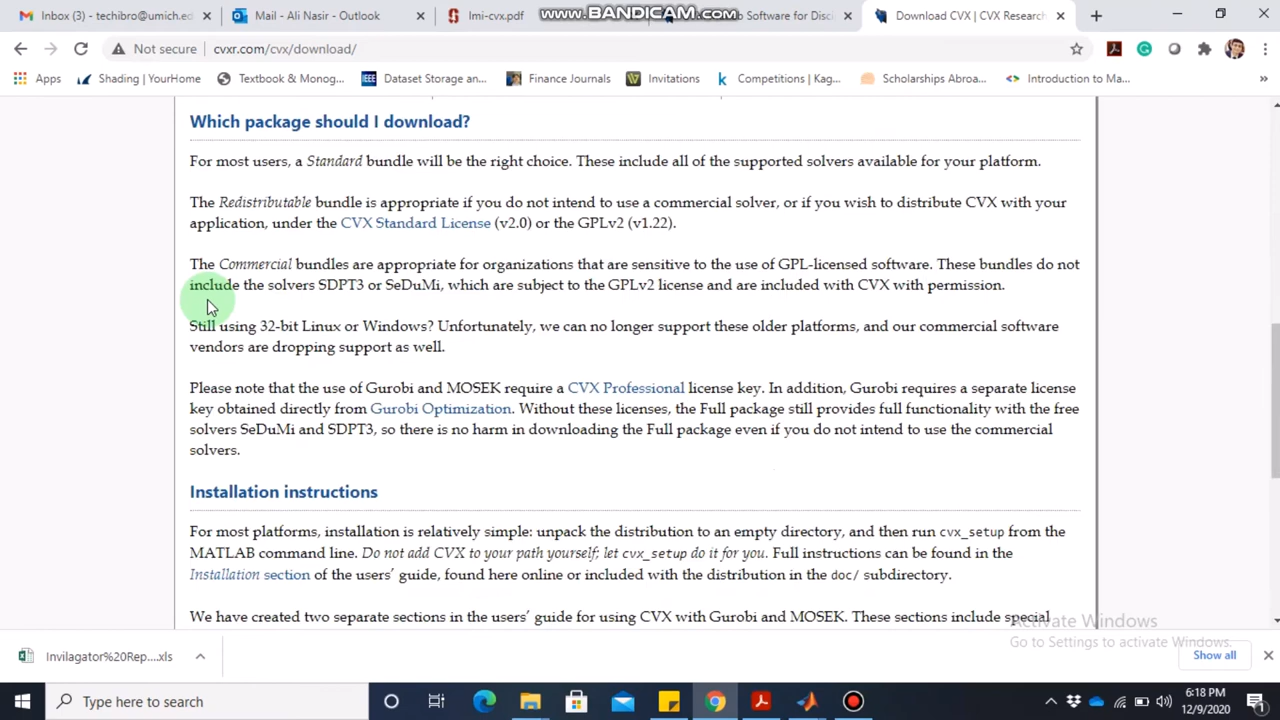 Inbox (3) - techibro@umich.ed
Mail - Ali Nasir - Outlook
lmi-cvx.pdf
Software for Disci
Download CVX | CVX Research
www.BANDICAM.com
Not secure
cvxr.com/cvx/download/
Apps
Shading | YourHome
Textbook & Monog...
Dataset Storage an...
Finance Journals
Invitations
Competitions | Kag...
Scholarships Abroa...
Introduction to Ma...
»
Which package should I download?
For most users, a Standard bundle will be the right choice. These include all of the supported solvers available for your platform.
The Redistributable bundle is appropriate if you do not intend to use a commercial solver, or if you wish to distribute CVX with your
application, under the CVX Standard License (v2.0) or the GPLv2 (v1.22).
The Commercial bundles are appropriate for organizations that are sensitive to the use of GPL-licensed software. These bundles do not
include the solvers SDPT3 or SeDuMi, which are subject to the GPLv2 license and are included with CVX with permission.
Still using 32-bit Linux or Windows? Unfortunately, we can no longer support these older platforms, and our commercial software
vendors are dropping support as well.
Please note that the use of Gurobi and MOSEK require a CVX Professional license key. In addition, Gurobi requires a separate license
key obtained directly from Gurobi Optimization. Without these licenses, the Full package still provides full functionality with the free
solvers SeDuMi and SDPT3, so there is no harm in downloading the Full package even if you do not intend to use the commercial
solvers.
Installation instructions
For most platforms, installation is relatively simple: unpack the distribution to an empty directory, and then run cvx_setup from the
MATLAB command line. Do not add CVX to your path yourself; let cvx_setup do it for you. Full instructions can be found in the
Installation section of the users' guide, found here online or included with the distribution in the doc/ subdirectory.
We have created two separate sections in the users' guide for using CVX with Gurobi and MOSEK. These sections include special
Activate Windows
Go to Settings to activate Windows.
Invilagator%20Rep....xls
Show all
Type here to search
6:18 PM
12/9/2020
1